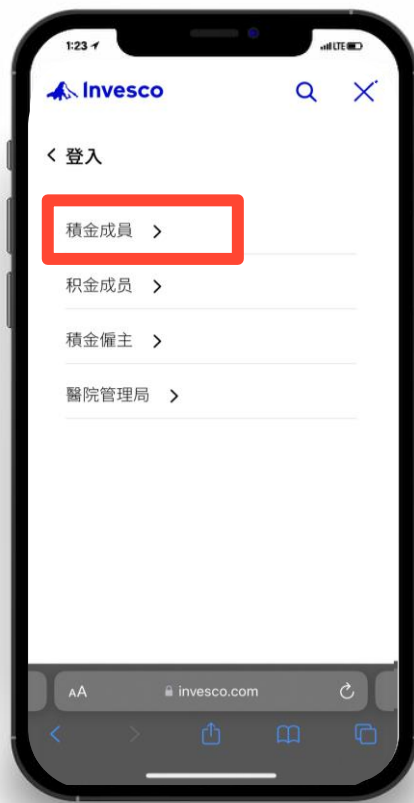 1:23
LTE
Invesco
登入
積金成員
积金成员
積金僱主
醫院管理局
AA
invesco.com